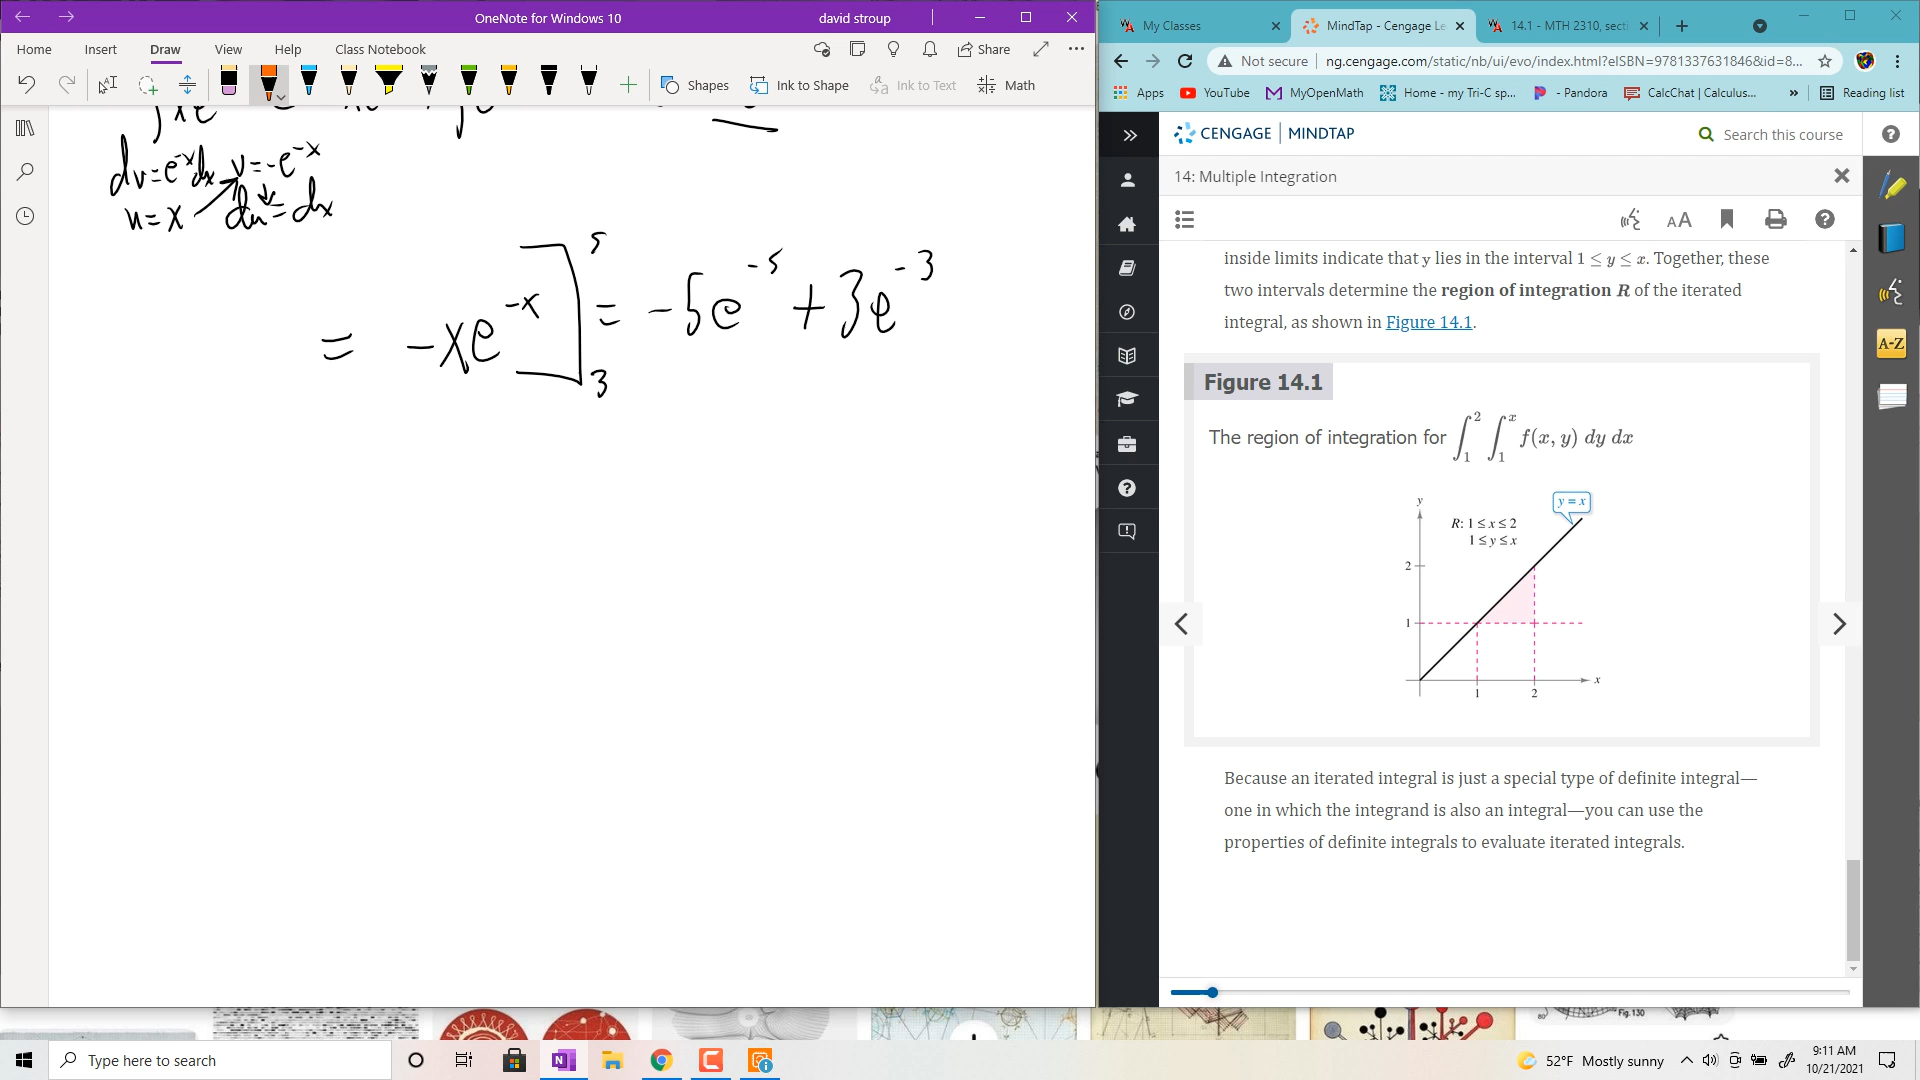 OneNote for Windows 10
david stroup
Home Insert Draw View Help Class Notebook
Share
Shapes
Ink to Shape
Ink to Text
Math
dv=e^-x dx v=-e^-x
u=x du=dx
= -xe^-x ]
5
3
= -5e^-5 + 3e^-3
My Classes
MindTap - Cengage Le
14.1 - MTH 2310, secti
Not secure
ng.cengage.com/static/nb/ui/evo/index.html?eISBN=9781337631846&id=8...
Apps
YouTube
MyOpenMath
Home - my Tri-C sp...
- Pandora
CalcChat | Calculus...
»
Reading list
CENGAGE | MINDTAP
Search this course
14: Multiple Integration
AA
A-Z
inside limits indicate that y lies in the interval 1 ≤ y ≤ x. Together, these
two intervals determine the region of integration R of the iterated
integral, as shown in Figure 14.1.
Figure 14.1
The region of integration for ∫_1^2 ∫_1^x f(x, y) dy dx
y
y = x
R: 1 ≤ x ≤ 2
1 ≤ y ≤ x
2
1
x
1 2
Because an iterated integral is just a special type of definite integral—
one in which the integrand is also an integral—you can use the
properties of definite integrals to evaluate iterated integrals.
Fig. 130
Type here to search
52°F Mostly sunny
9:11 AM
10/21/2021